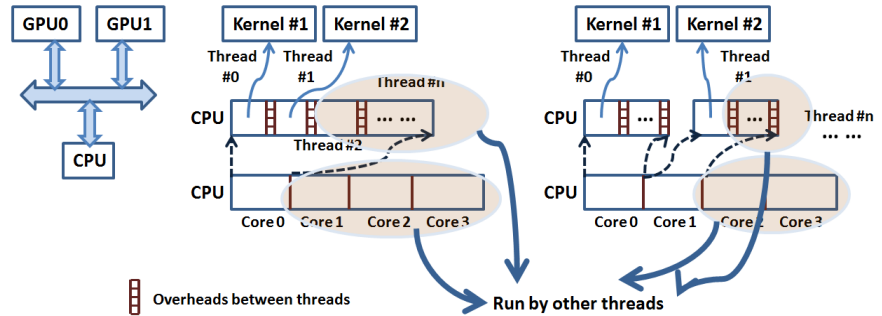 GPU0 GPU1
CPU
Kernel #1 Kernel #2
Thread #0
Thread #1
Thread #n
CPU ... ...
Thread #2
CPU
Core 0 Core 1 Core 2 Core 3
Kernel #1 Kernel #2
Thread #0
Thread #1
CPU ... ...
Thread #n
... ...
CPU
Core 0 Core 1 Core 2 Core 3
Overheads between threads
Run by other threads